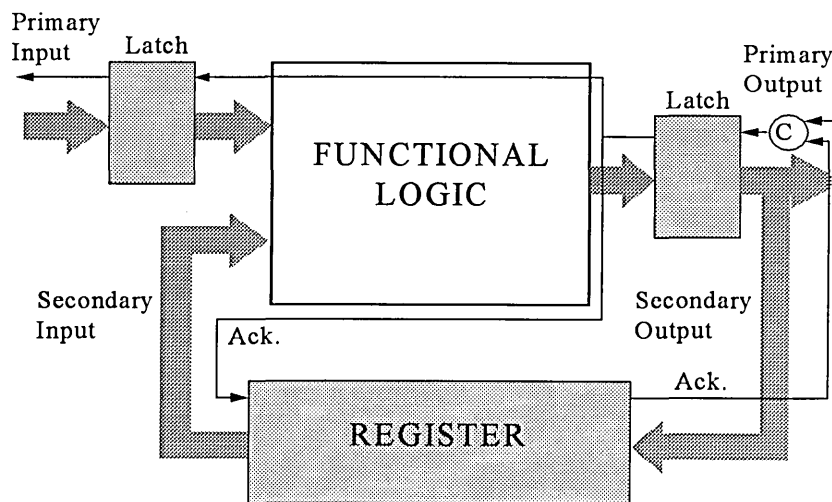 Primary
Input
Latch
Primary
Output
Latch
C
FUNCTIONAL
LOGIC
Secondary
Input
Secondary
Output
Ack.
Ack.
REGISTER